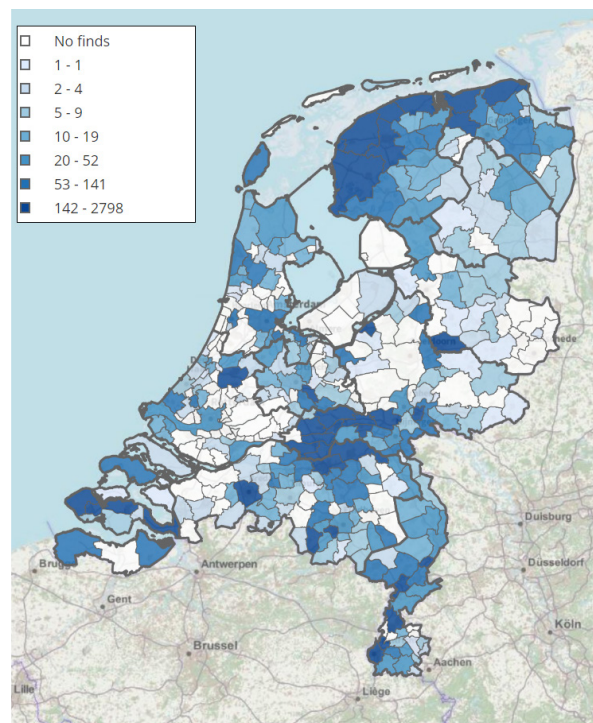 No finds
1 - 1
2 - 4
5 - 9
10 - 19
20 - 52
53 - 141
142 - 2798
Duisburg
Antwerpen
Düsseldorf
Gent
Köln
Brussel
Aachen
Lille
Liège